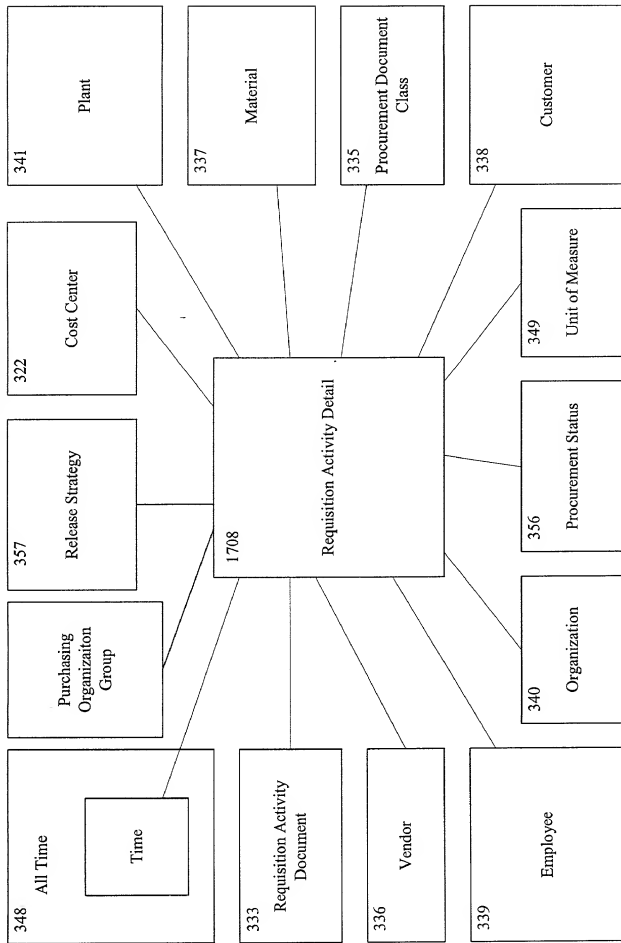 348
All Time
Time
Purchasing
Organizaiton
Group
357
Release Strategy
322
Cost Center
341
Plant
333
Requisition Activity
Document
1708
Requisition Activity Detail
337
Material
336
Vendor
335
Procurement Document
Class
339
Employee
340
Organization
356
Procurement Status
349
Unit of Measure
338
Customer